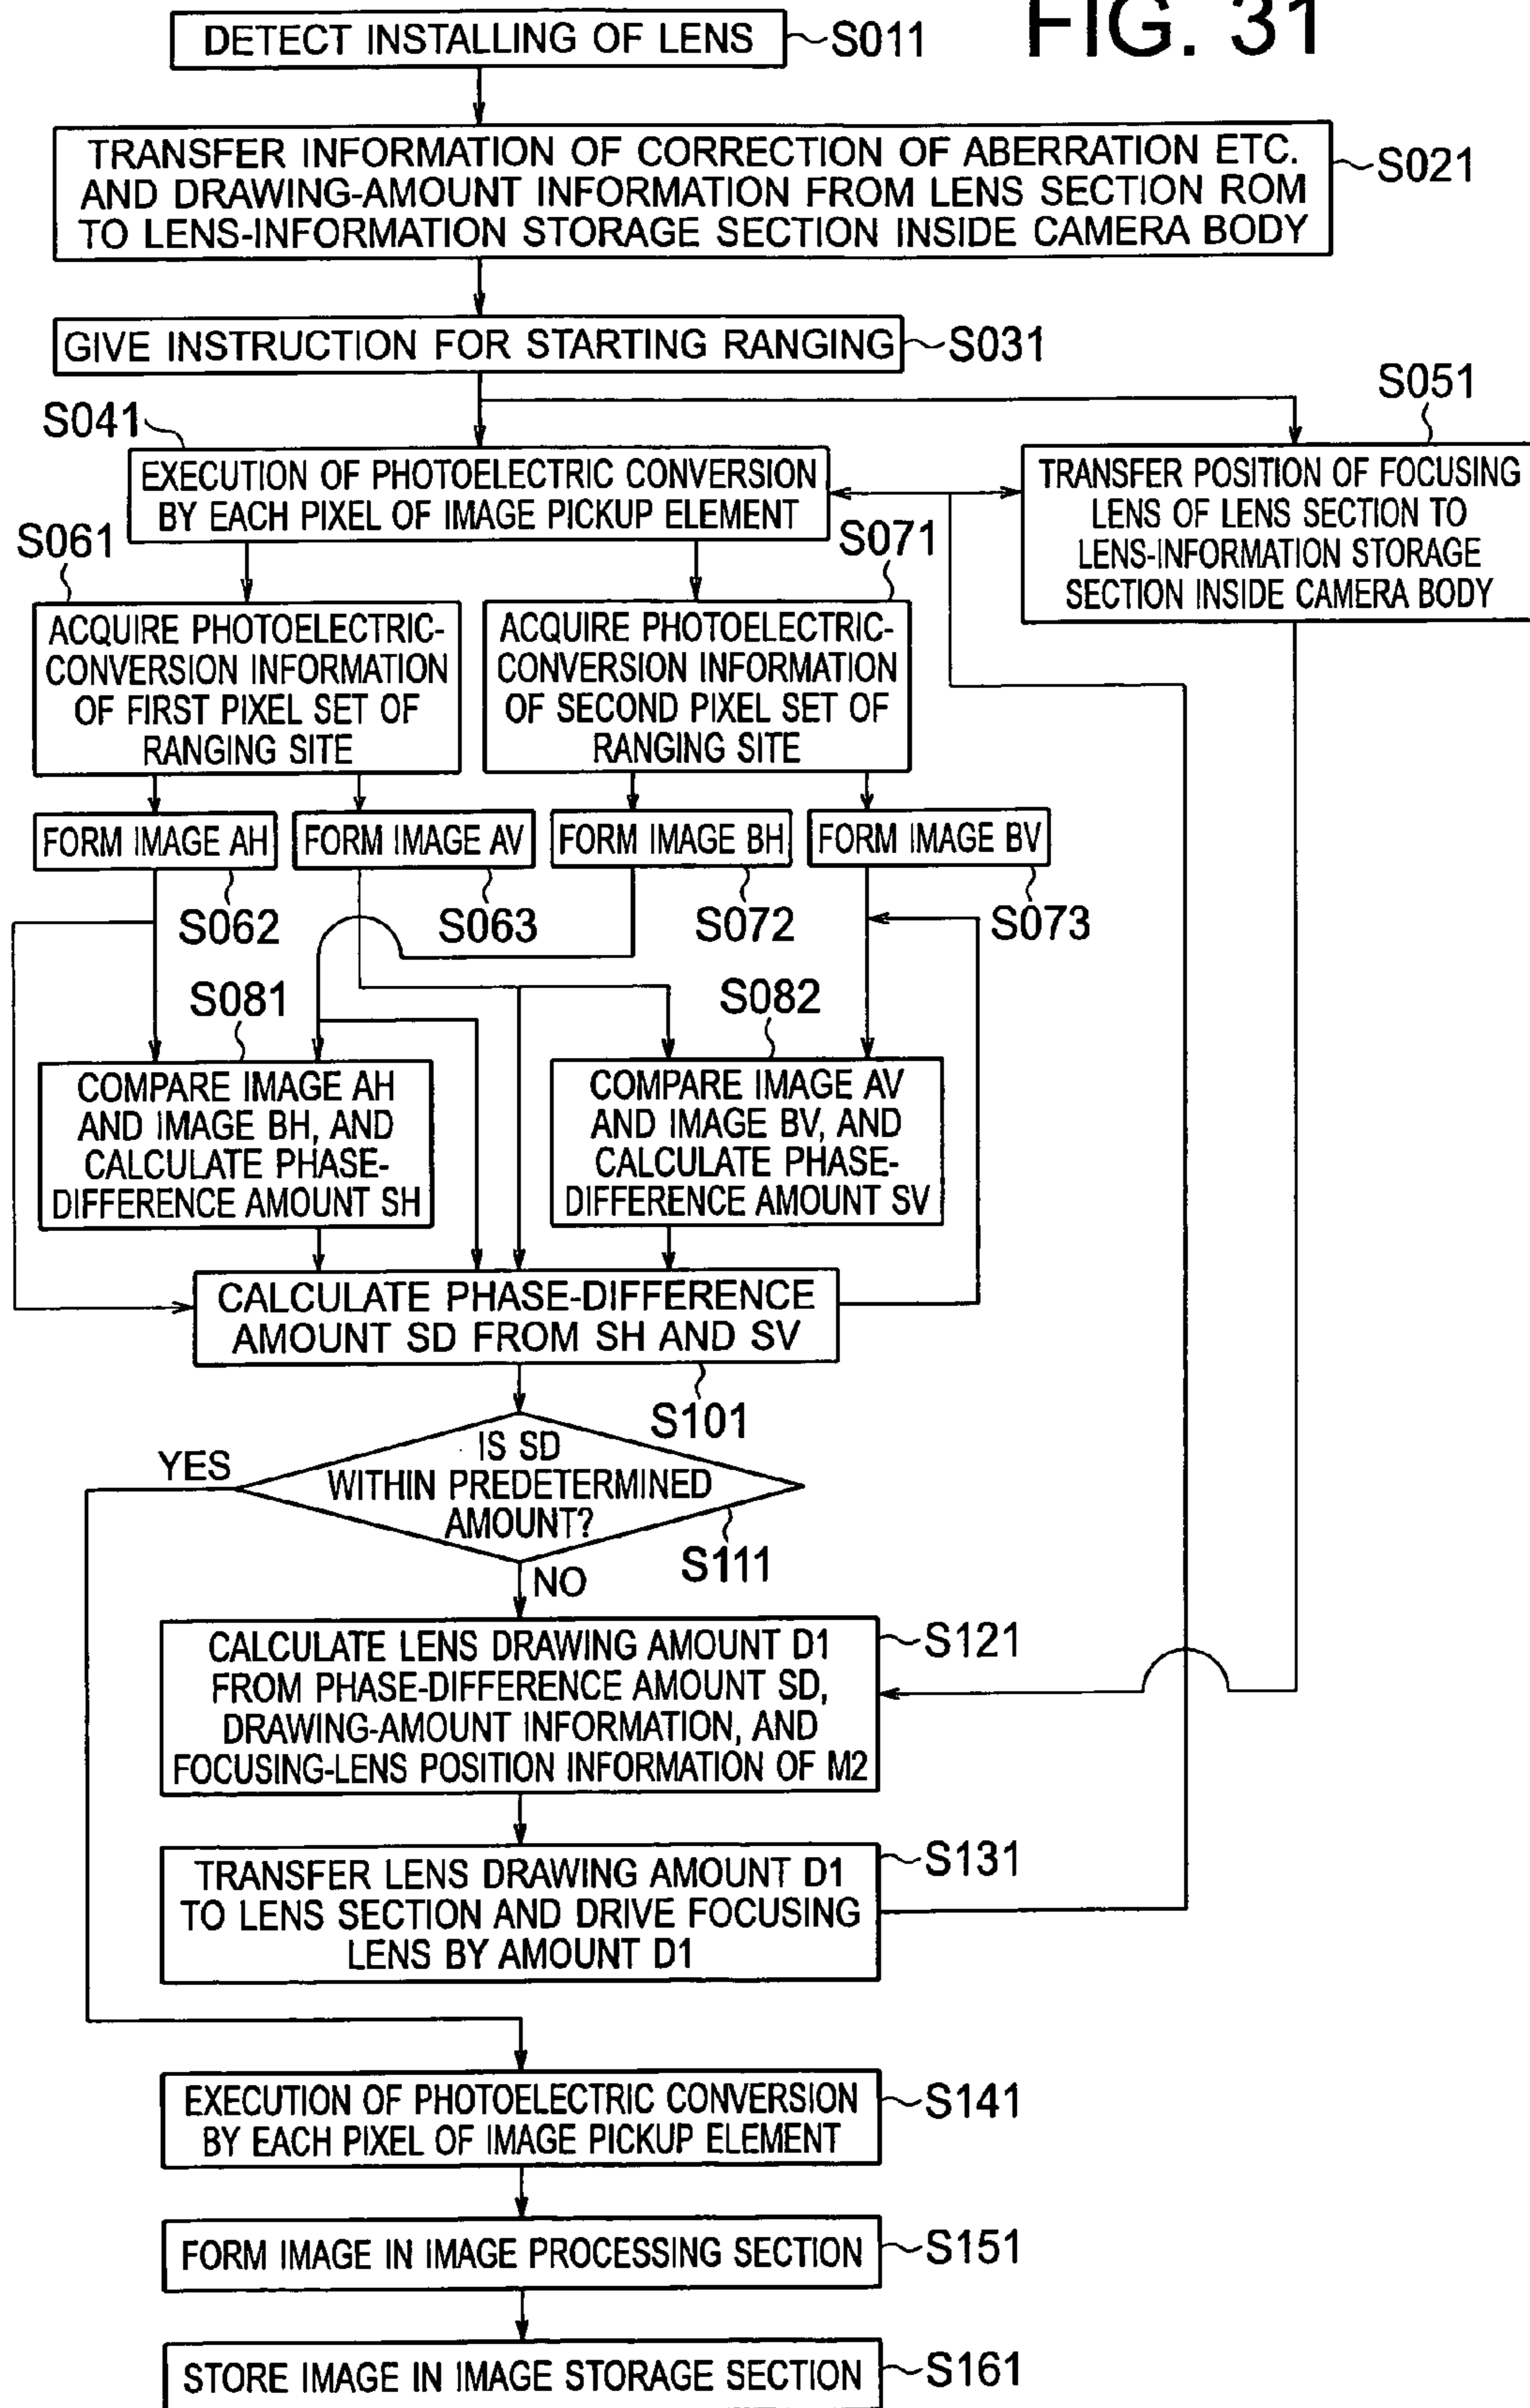 FIG. 31
DETECT INSTALLING OF LENS
S011
TRANSFER INFORMATION OF CORRECTION OF ABERRATION ETC.
AND DRAWING-AMOUNT INFORMATION FROM LENS SECTION ROM
TO LENS-INFORMATION STORAGE SECTION INSIDE CAMERA BODY
S021
GIVE INSTRUCTION FOR STARTING RANGING
S031
S041
EXECUTION OF PHOTOELECTRIC CONVERSION
BY EACH PIXEL OF IMAGE PICKUP ELEMENT
S051
TRANSFER POSITION OF FOCUSING
LENS OF LENS SECTION TO
LENS-INFORMATION STORAGE
SECTION INSIDE CAMERA BODY
S061
ACQUIRE PHOTOELECTRIC-
CONVERSION INFORMATION
OF FIRST PIXEL SET OF
RANGING SITE
S071
ACQUIRE PHOTOELECTRIC-
CONVERSION INFORMATION
OF SECOND PIXEL SET OF
RANGING SITE
FORM IMAGE AH
FORM IMAGE AV
FORM IMAGE BH
FORM IMAGE BV
S062
S063
S072
S073
S081
COMPARE IMAGE AH
AND IMAGE BH, AND
CALCULATE PHASE-
DIFFERENCE AMOUNT SH
S082
COMPARE IMAGE AV
AND IMAGE BV, AND
CALCULATE PHASE-
DIFFERENCE AMOUNT SV
CALCULATE PHASE-DIFFERENCE
AMOUNT SD FROM SH AND SV
S101
IS SD
WITHIN PREDETERMINED
AMOUNT?
S111
YES
NO
CALCULATE LENS DRAWING AMOUNT D1
FROM PHASE-DIFFERENCE AMOUNT SD,
DRAWING-AMOUNT INFORMATION, AND
FOCUSING-LENS POSITION INFORMATION OF M2
S121
TRANSFER LENS DRAWING AMOUNT D1
TO LENS SECTION AND DRIVE FOCUSING
LENS BY AMOUNT D1
S131
EXECUTION OF PHOTOELECTRIC CONVERSION
BY EACH PIXEL OF IMAGE PICKUP ELEMENT
S141
FORM IMAGE IN IMAGE PROCESSING SECTION
S151
STORE IMAGE IN IMAGE STORAGE SECTION
S161